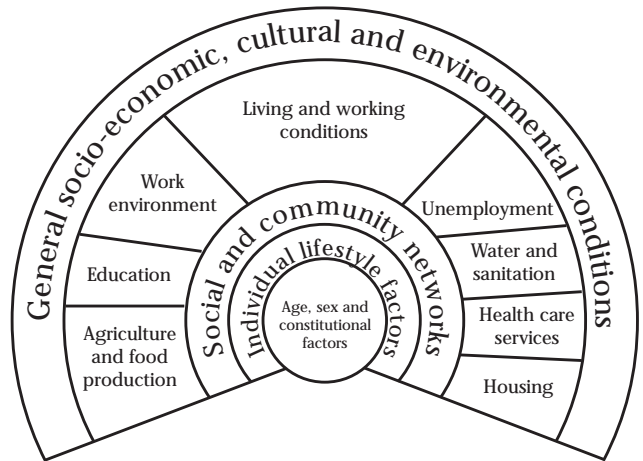 General socio-economic, cultural and environmental conditions
Living and working
conditions
Work
environment
Education
Agriculture
and food
production
Unemployment
Water and
sanitation
Health care
services
Housing
Social and community networks
Individual lifestyle factors
Age, sex and
constitutional
factors